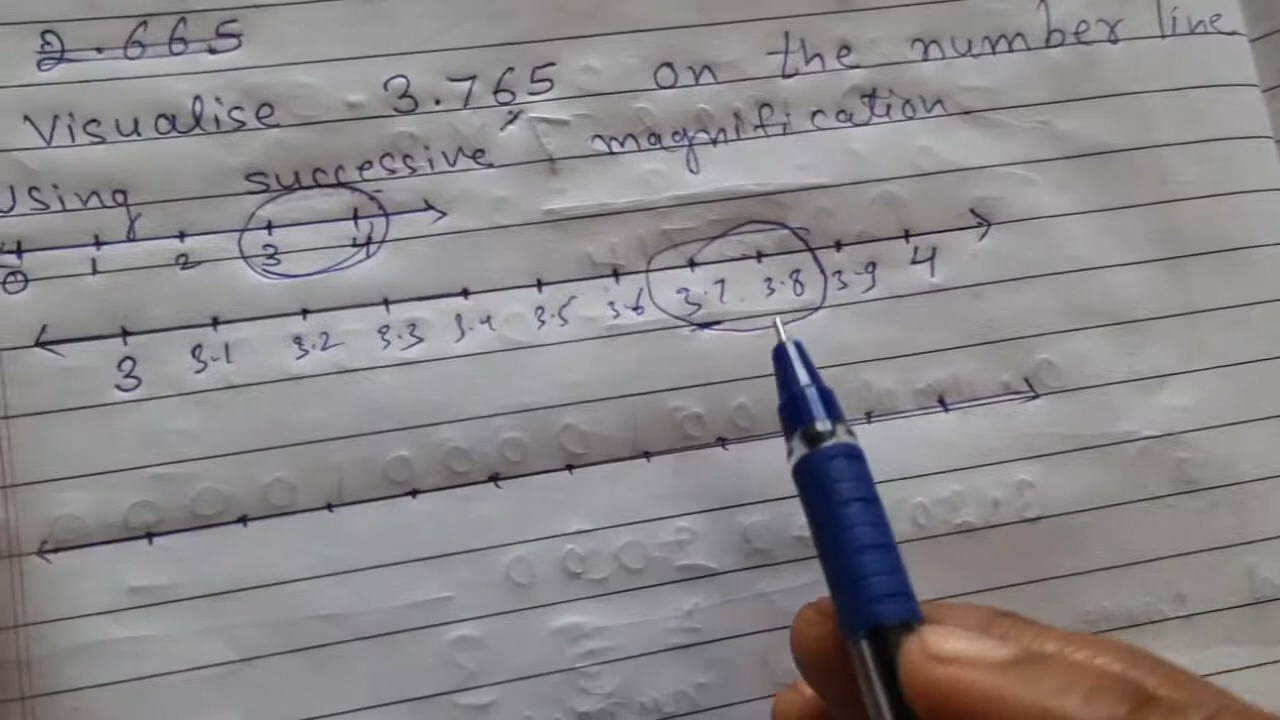 2.665
Visualise 3.765 on the number line
Using successive magnification
0 1 2 3 4
3 3.1 3.2 3.3 3.4 3.5 3.6 3.7 3.8 3.9 4